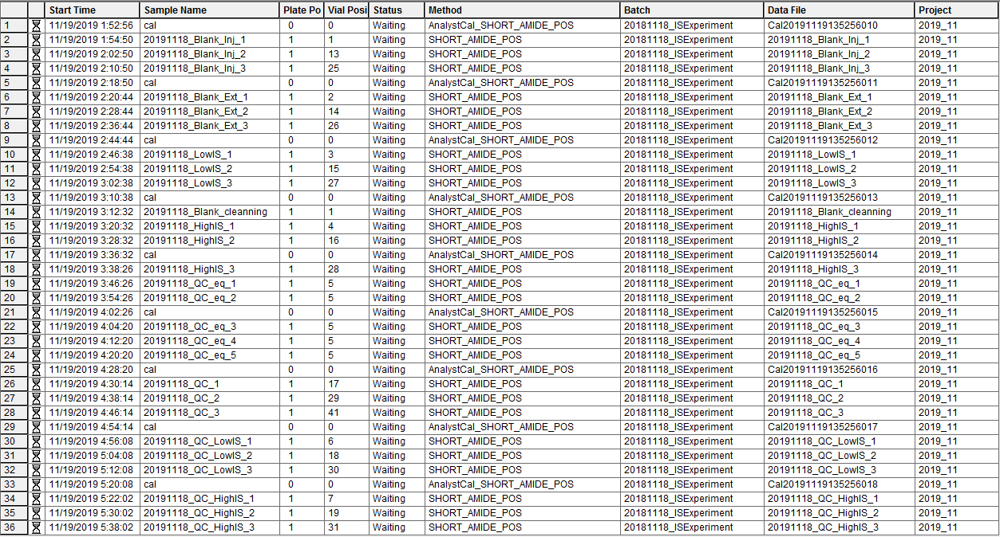 Start Time Sample Name Plate Po Vial Posi Status Method Batch Data File Project
1 11/19/2019 1:52:56 cal 0 0 Waiting AnalystCal_SHORT_AMIDE_POS 20181118_ISExperiment Cal20191119135256010 2019_11
2 11/19/2019 1:54:50 20191118_Blank_Inj_1 1 1 Waiting SHORT_AMIDE_POS 20181118_ISExperiment 20191118_Blank_Inj_1 2019_11
3 11/19/2019 2:02:50 20191118_Blank_Inj_2 1 13 Waiting SHORT_AMIDE_POS 20181118_ISExperiment 20191118_Blank_Inj_2 2019_11
4 11/19/2019 2:10:50 20191118_Blank_Inj_3 1 25 Waiting SHORT_AMIDE_POS 20181118_ISExperiment 20191118_Blank_Inj_3 2019_11
5 11/19/2019 2:18:50 cal 0 0 Waiting AnalystCal_SHORT_AMIDE_POS 20181118_ISExperiment Cal20191119135256011 2019_11
6 11/19/2019 2:20:44 20191118_Blank_Ext_1 1 2 Waiting SHORT_AMIDE_POS 20181118_ISExperiment 20191118_Blank_Ext_1 2019_11
7 11/19/2019 2:28:44 20191118_Blank_Ext_2 1 14 Waiting SHORT_AMIDE_POS 20181118_ISExperiment 20191118_Blank_Ext_2 2019_11
8 11/19/2019 2:36:44 20191118_Blank_Ext_3 1 26 Waiting SHORT_AMIDE_POS 20181118_ISExperiment 20191118_Blank_Ext_3 2019_11
9 11/19/2019 2:44:44 cal 0 0 Waiting AnalystCal_SHORT_AMIDE_POS 20181118_ISExperiment Cal20191119135256012 2019_11
10 11/19/2019 2:46:38 20191118_LowIS_1 1 3 Waiting SHORT_AMIDE_POS 20181118_ISExperiment 20191118_LowIS_1 2019_11
11 11/19/2019 2:54:38 20191118_LowIS_2 1 15 Waiting SHORT_AMIDE_POS 20181118_ISExperiment 20191118_LowIS_2 2019_11
12 11/19/2019 3:02:38 20191118_LowIS_3 1 27 Waiting SHORT_AMIDE_POS 20181118_ISExperiment 20191118_LowIS_3 2019_11
13 11/19/2019 3:10:38 cal 0 0 Waiting AnalystCal_SHORT_AMIDE_POS 20181118_ISExperiment Cal20191119135256013 2019_11
14 11/19/2019 3:12:32 20191118_Blank_cleanning 1 1 Waiting SHORT_AMIDE_POS 20181118_ISExperiment 20191118_Blank_cleanning 2019_11
15 11/19/2019 3:20:32 20191118_HighIS_1 1 4 Waiting SHORT_AMIDE_POS 20181118_ISExperiment 20191118_HighIS_1 2019_11
16 11/19/2019 3:28:32 20191118_HighIS_2 1 16 Waiting SHORT_AMIDE_POS 20181118_ISExperiment 20191118_HighIS_2 2019_11
17 11/19/2019 3:36:32 cal 0 0 Waiting AnalystCal_SHORT_AMIDE_POS 20181118_ISExperiment Cal20191119135256014 2019_11
18 11/19/2019 3:38:26 20191118_HighIS_3 1 28 Waiting SHORT_AMIDE_POS 20181118_ISExperiment 20191118_HighIS_3 2019_11
19 11/19/2019 3:46:26 20191118_QC_eq_1 1 5 Waiting SHORT_AMIDE_POS 20181118_ISExperiment 20191118_QC_eq_1 2019_11
20 11/19/2019 3:54:26 20191118_QC_eq_2 1 5 Waiting SHORT_AMIDE_POS 20181118_ISExperiment 20191118_QC_eq_2 2019_11
21 11/19/2019 4:02:26 cal 0 0 Waiting AnalystCal_SHORT_AMIDE_POS 20181118_ISExperiment Cal20191119135256015 2019_11
22 11/19/2019 4:04:20 20191118_QC_eq_3 1 5 Waiting SHORT_AMIDE_POS 20181118_ISExperiment 20191118_QC_eq_3 2019_11
23 11/19/2019 4:12:20 20191118_QC_eq_4 1 5 Waiting SHORT_AMIDE_POS 20181118_ISExperiment 20191118_QC_eq_4 2019_11
24 11/19/2019 4:20:20 20191118_QC_eq_5 1 5 Waiting SHORT_AMIDE_POS 20181118_ISExperiment 20191118_QC_eq_5 2019_11
25 11/19/2019 4:28:20 cal 0 0 Waiting AnalystCal_SHORT_AMIDE_POS 20181118_ISExperiment Cal20191119135256016 2019_11
26 11/19/2019 4:30:14 20191118_QC_1 1 17 Waiting SHORT_AMIDE_POS 20181118_ISExperiment 20191118_QC_1 2019_11
27 11/19/2019 4:38:14 20191118_QC_2 1 29 Waiting SHORT_AMIDE_POS 20181118_ISExperiment 20191118_QC_2 2019_11
28 11/19/2019 4:46:14 20191118_QC_3 1 41 Waiting SHORT_AMIDE_POS 20181118_ISExperiment 20191118_QC_3 2019_11
29 11/19/2019 4:54:14 cal 0 0 Waiting AnalystCal_SHORT_AMIDE_POS 20181118_ISExperiment Cal20191119135256017 2019_11
30 11/19/2019 4:56:08 20191118_QC_LowIS_1 1 6 Waiting SHORT_AMIDE_POS 20181118_ISExperiment 20191118_QC_LowIS_1 2019_11
31 11/19/2019 5:04:08 20191118_QC_LowIS_2 1 18 Waiting SHORT_AMIDE_POS 20181118_ISExperiment 20191118_QC_LowIS_2 2019_11
32 11/19/2019 5:12:08 20191118_QC_LowIS_3 1 30 Waiting SHORT_AMIDE_POS 20181118_ISExperiment 20191118_QC_LowIS_3 2019_11
33 11/19/2019 5:20:08 cal 0 0 Waiting AnalystCal_SHORT_AMIDE_POS 20181118_ISExperiment Cal20191119135256018 2019_11
34 11/19/2019 5:22:02 20191118_QC_HighIS_1 1 7 Waiting SHORT_AMIDE_POS 20181118_ISExperiment 20191118_QC_HighIS_1 2019_11
35 11/19/2019 5:30:02 20191118_QC_HighIS_2 1 19 Waiting SHORT_AMIDE_POS 20181118_ISExperiment 20191118_QC_HighIS_2 2019_11
36 11/19/2019 5:38:02 20191118_QC_HighIS_3 1 31 Waiting SHORT_AMIDE_POS 20181118_ISExperiment 20191118_QC_HighIS_3 2019_11